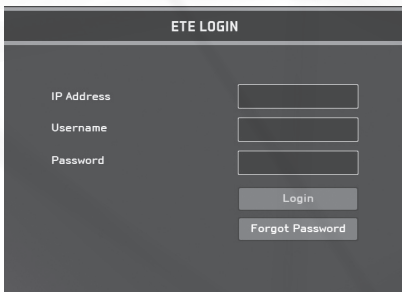 ETE LOGIN
IP Address
Username
Password
Login
Forgot Password